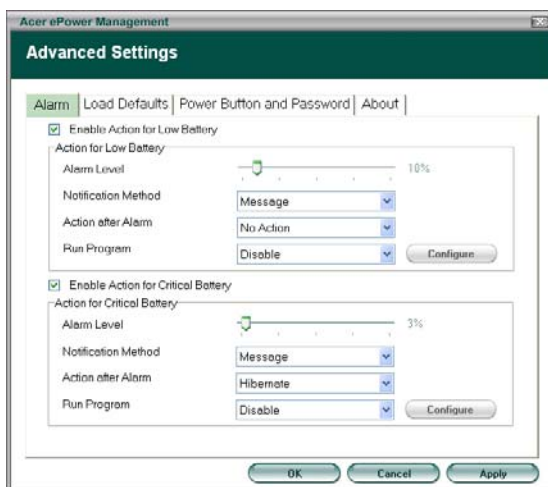 Acer ePower Management
Advanced Settings
Alarm Load Defaults Power Button and Password About
Enable Action for Low Battery
Action for Low Battery
Alarm Level 10%
Notification Method Message
Action after Alarm No Action
Run Program Disable Configure
Enable Action for Critical Battery
Action for Critical Battery
Alarm Level 3%
Notification Method Message
Action after Alarm Hibernate
Run Program Disable Configure
OK Cancel Apply